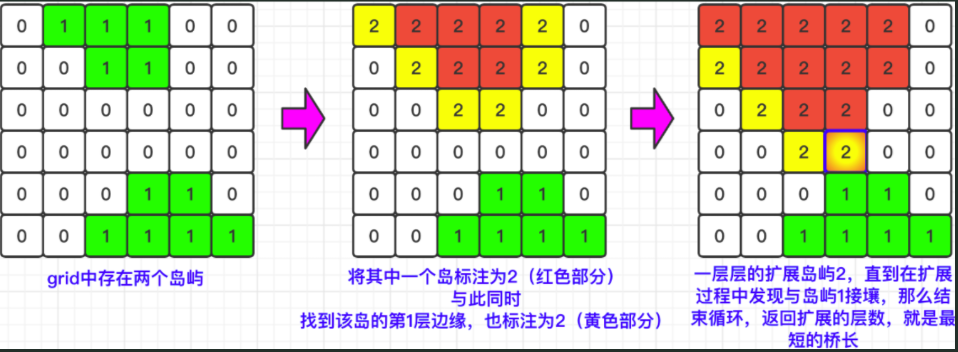 0 1 1 1 0 0
0 0 1 1 0 0
0 0 0 0 0 0
0 0 0 0 0 0
0 0 0 1 1 0
0 0 1 1 1 1
grid中存在两个岛屿
2 2 2 2 2 0
0 2 2 2 2 0
0 0 2 2 0 0
0 0 0 0 0 0
0 0 0 1 1 0
0 0 1 1 1 1
将其中一个岛标注为2（红色部分）
与此同时
找到该岛的第1层边缘，也标注为2（黄色部分）
2 2 2 2 2 0
2 2 2 2 2 0
0 2 2 2 0 0
0 0 2 2 0 0
0 0 0 1 1 0
0 0 1 1 1 1
一层层的扩展岛屿2，直到在扩展
过程中发现与岛屿1接壤，那么结
束循环，返回扩展的层数，就是最
短的桥长